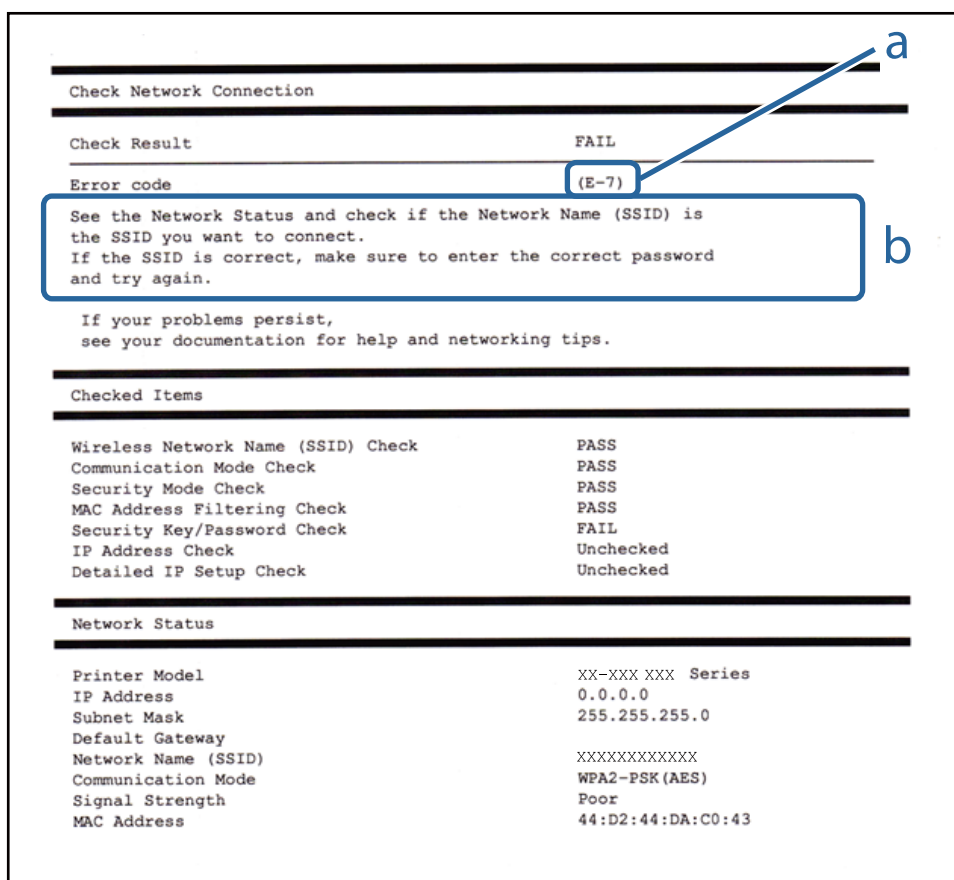 a
Check Network Connection
Check Result FAIL
Error code (E-7)
See the Network Status and check if the Network Name (SSID) is
the SSID you want to connect.
If the SSID is correct, make sure to enter the correct password
and try again.
b
If your problems persist,
see your documentation for help and networking tips.
Checked Items
Wireless Network Name (SSID) Check PASS
Communication Mode Check PASS
Security Mode Check PASS
MAC Address Filtering Check PASS
Security Key/Password Check FAIL
IP Address Check Unchecked
Detailed IP Setup Check Unchecked
Network Status
Printer Model XX-XXX XXX Series
IP Address 0.0.0.0
Subnet Mask 255.255.255.0
Default Gateway
Network Name (SSID) XXXXXXXXXXXX
Communication Mode WPA2-PSK(AES)
Signal Strength Poor
MAC Address 44:D2:44:DA:C0:43